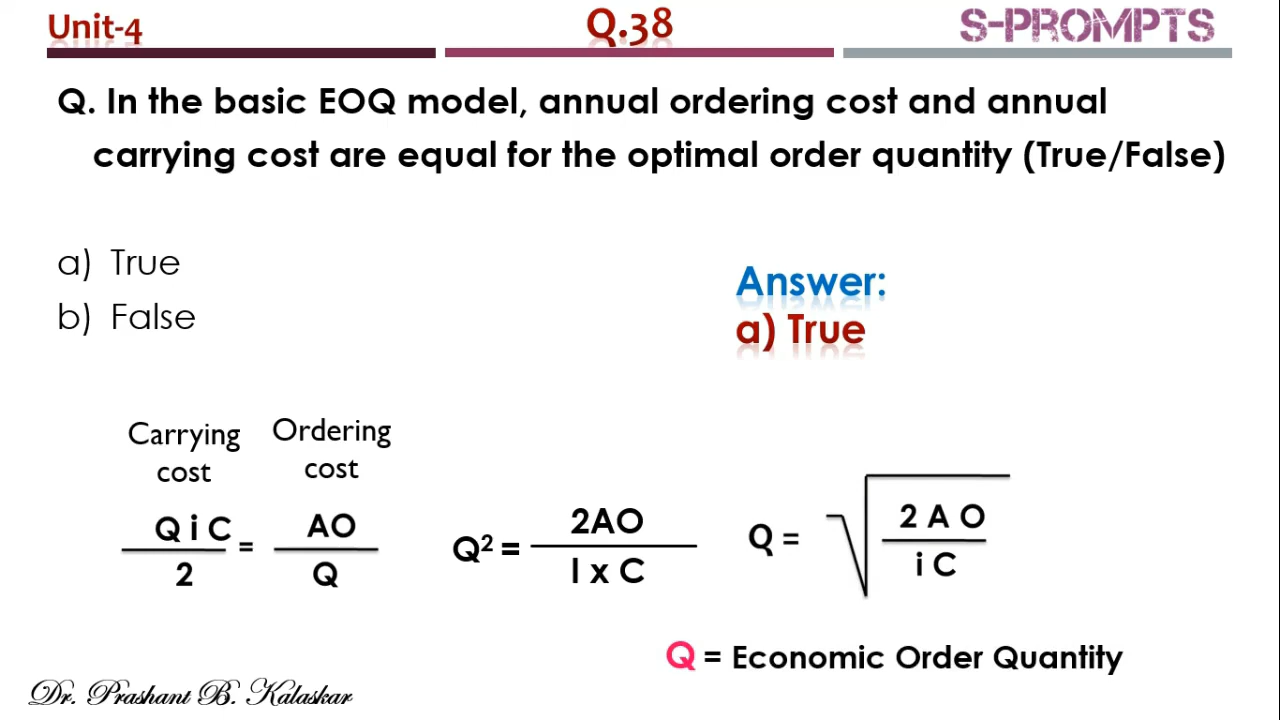 Unit-4
Q.38
S-PROMPTS
Q. In the basic EOQ model, annual ordering cost and annual
carrying cost are equal for the optimal order quantity (True/False)
a) True
b) False
Answer:
a) True
Carrying
cost
Ordering
cost
Q i C
2
=
AO
Q
Q² =
2AO
I x C
Q =
√
2 A O
i C
Q = Economic Order Quantity
Dr. Prashant B. Kalaskar